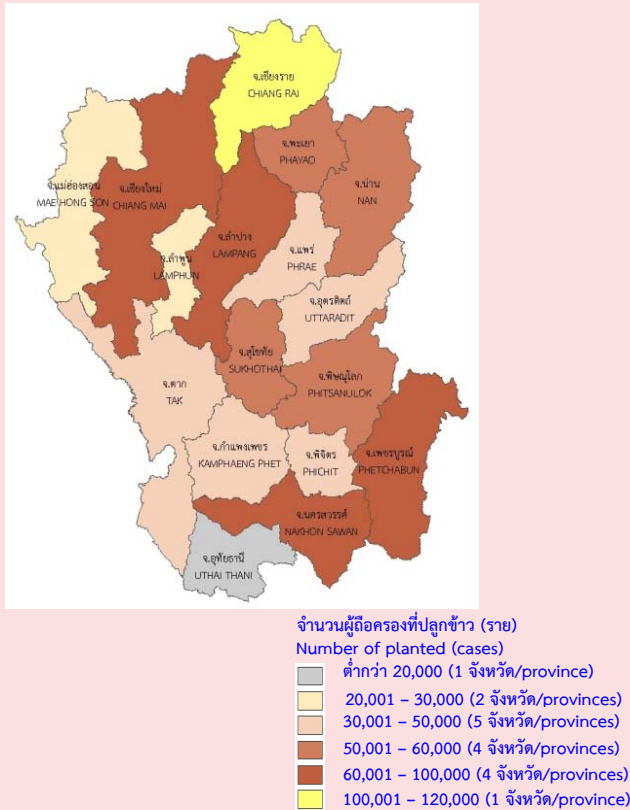 จ.เชียงราย
CHIANG RAI
จ.พะเยา
PHAYAO
จ.แม่ฮ่องสอน
MAE HONG SON
จ.เชียงใหม่
CHIANG MAI
จ.น่าน
NAN
จ.ลำปาง
LAMPANG
จ.แพร่
PHRAE
จ.ลำพูน
LAMPHUN
จ.อุตรดิตถ์
UTTARADIT
จ.สุโขทัย
SUKHOTHAI
จ.ตาก
TAK
จ.พิษณุโลก
PHITSANULOK
จ.กำแพงเพชร
KAMPHAENG PHET
จ.พิจิตร
PHICHIT
จ.เพชรบูรณ์
PHETCHABUN
จ.นครสวรรค์
NAKHON SAWAN
จ.อุทัยธานี
UTHAI THANI
จำนวนผู้ถือครองที่ปลูกข้าว (ราย)
Number of planted (cases)
ต่ำกว่า 20,000 (1 จังหวัด/province)
20,001 – 30,000 (2 จังหวัด/provinces)
30,001 – 50,000 (5 จังหวัด/provinces)
50,001 – 60,000 (4 จังหวัด/provinces)
60,001 – 100,000 (4 จังหวัด/provinces)
100,001 – 120,000 (1 จังหวัด/province)